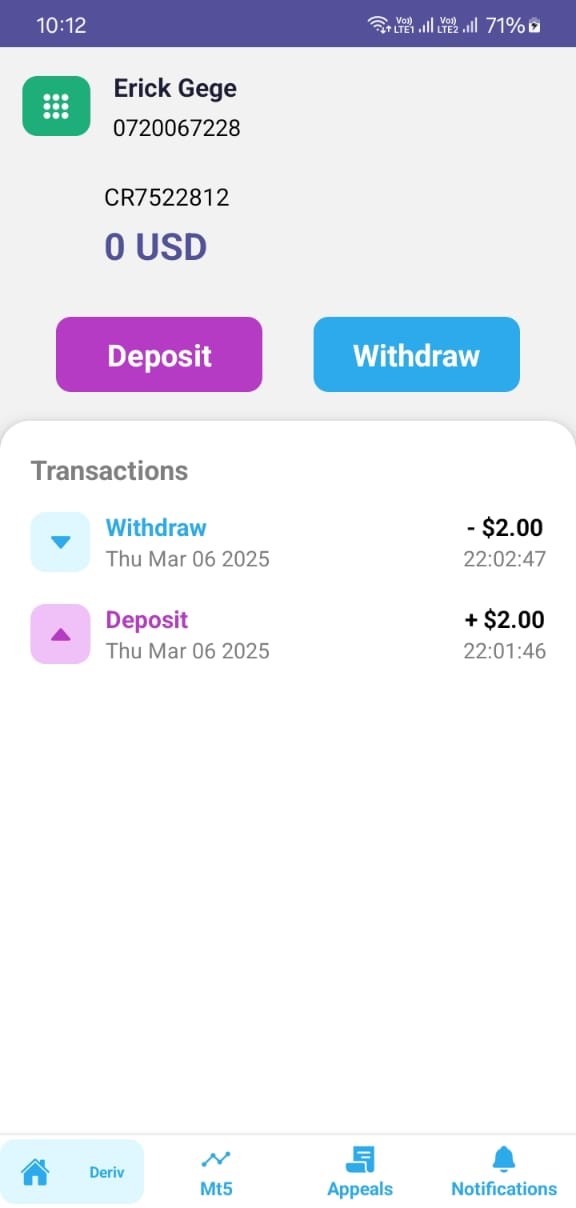 10:12 Vo) LTE1 Vo) LTE2 71%
Erick Gege
0720067228
CR7522812
0 USD
Deposit Withdraw
Transactions
Withdraw - $2.00
Thu Mar 06 2025 22:02:47
Deposit + $2.00
Thu Mar 06 2025 22:01:46
Deriv Mt5 Appeals Notifications